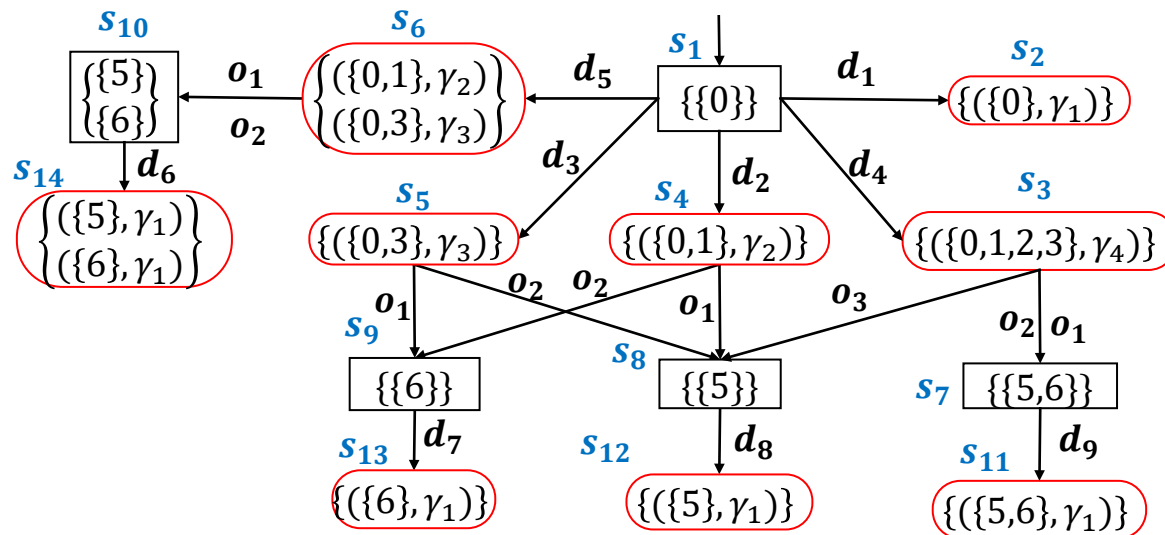 s₁₀
{{5}
{6}}
o₁
o₂
s₆
{({0,1}, γ₂)
({0,3}, γ₃)}
d₅
s₁
{{0}}
d₁
s₂
{({0}, γ₁)}
d₆
s₁₄
{({5}, γ₁)
({6}, γ₁)}
d₃
d₂
d₄
s₅
{({0,3}, γ₃)}
s₄
{({0,1}, γ₂)}
s₃
{({0,1,2,3}, γ₄)}
o₁
o₂
o₂
o₁
o₃
o₂
o₁
s₉
{{6}}
s₈
{{5}}
s₇
{{5,6}}
d₇
d₈
d₉
s₁₃
{({6}, γ₁)}
s₁₂
{({5}, γ₁)}
s₁₁
{({5,6}, γ₁)}